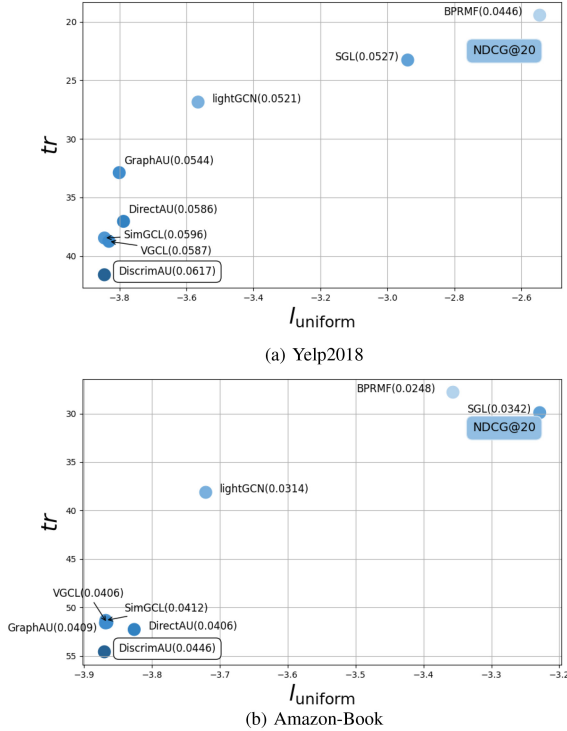 BPRMF(0.0446)
20
NDCG@20
SGL(0.0527)
25
lightGCN(0.0521)
30
tr
GraphAU(0.0544)
35
DirectAU(0.0586)
SimGCL(0.0596)
VGCL(0.0587)
40
DiscrimAU(0.0617)
−3.8 −3.6 −3.4 −3.2 −3.0 −2.8 −2.6
luniform
(a) Yelp2018
BPRMF(0.0248)
30
SGL(0.0342)
NDCG@20
35
lightGCN(0.0314)
40
tr
45
50
VGCL(0.0406)
SimGCL(0.0412)
GraphAU(0.0409)
DirectAU(0.0406)
DiscrimAU(0.0446)
55
−3.9 −3.8 −3.7 −3.6 −3.5 −3.4 −3.3 −3.2
luniform
(b) Amazon-Book